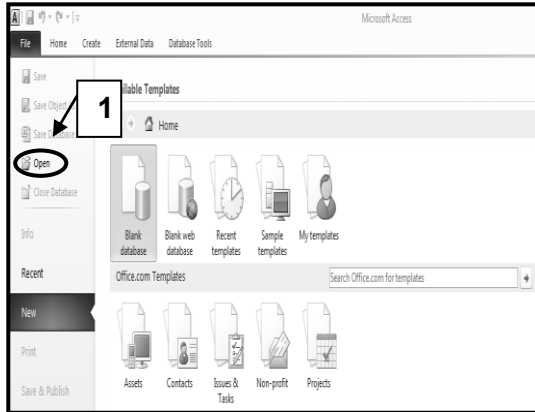 A
Microsoft Access
File Home Create External Data Database Tools
Save
Save Object
Save Database
Open
Close Database
Info
Recent
New
Print
Save & Publish
1
ilable Templates
Home
Blank database
Blank web database
Recent templates
Sample templates
My templates
Office.com Templates
Search Office.com for templates
Assets
Contacts
Issues & Tasks
Non-profit
Projects